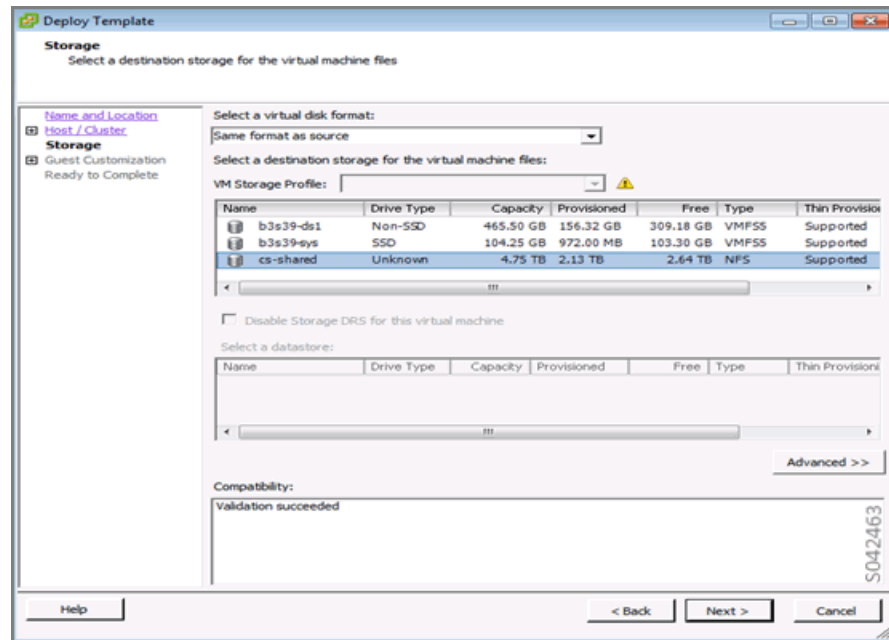 Deploy Template
Storage
Select a destination storage for the virtual machine files
Name and Location
Host / Cluster
Storage
Guest Customization
Ready to Complete
Select a virtual disk format:
Same format as source
Select a destination storage for the virtual machine files:
VM Storage Profile:
Name Drive Type Capacity Provisioned Free Type Thin Provision
b3s39-ds1 Non-SSD 465.50 GB 156.32 GB 309.18 GB VMFS5 Supported
b3s39-sys SSD 104.25 GB 972.00 MB 103.30 GB VMFS5 Supported
cs-shared Unknown 4.75 TB 2.13 TB 2.64 TB NFS Supported
Disable Storage DRS for this virtual machine
Select a datastore:
Name Drive Type Capacity Provisioned Free Type Thin Provisioni
Advanced >>
Compatibility:
Validation succeeded
S042463
Help
< Back
Next >
Cancel